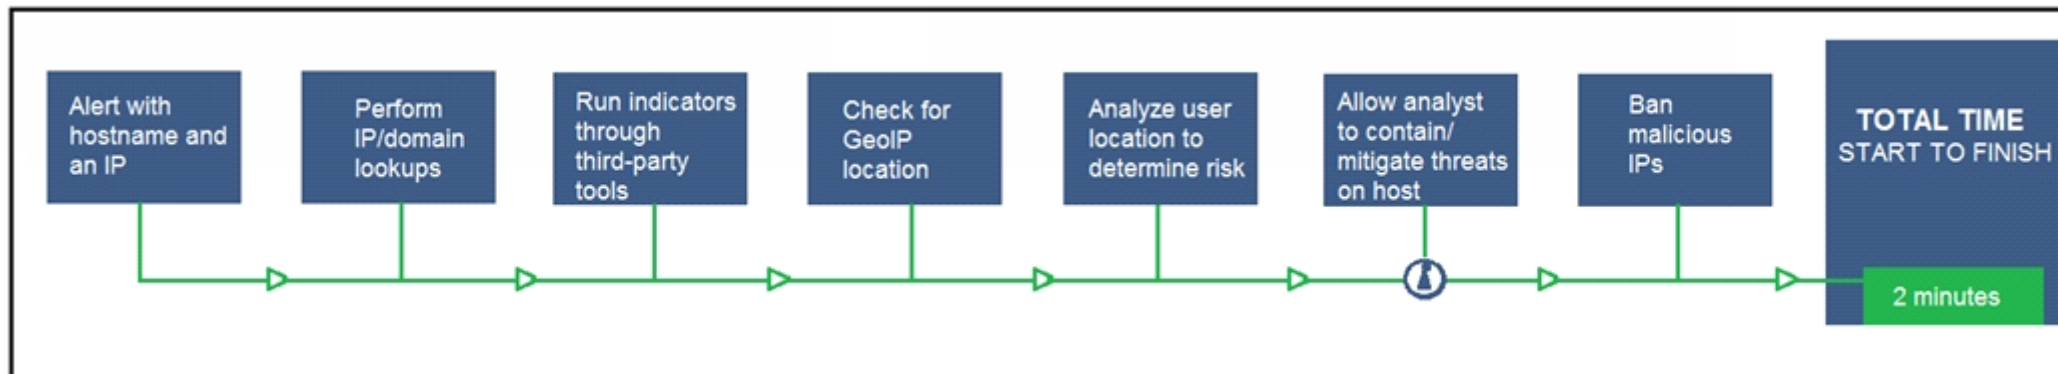 Alert with
hostname and
an IP
Perform
IP/domain
lookups
Run indicators
through
third-party
tools
Check for
GeoIP
location
Analyze user
location to
determine risk
Allow analyst
to contain/
mitigate threats
on host
Ban
malicious
IPs
TOTAL TIME
START TO FINISH
2 minutes